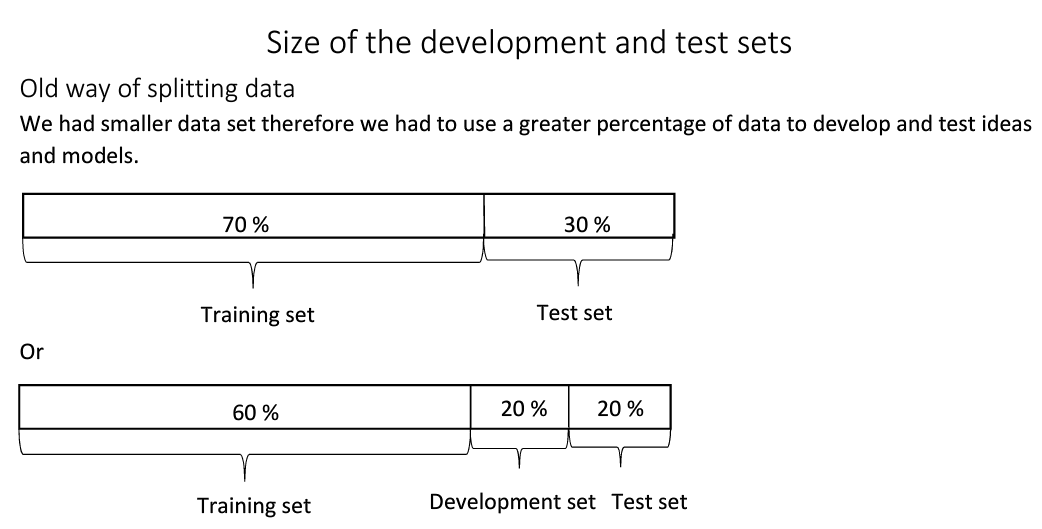 Size of the development and test sets
Old way of splitting data
We had smaller data set therefore we had to use a greater percentage of data to develop and test ideas
and models.
70 % 30 %
Training set Test set
Or
60 % 20 % 20 %
Training set Development set Test set